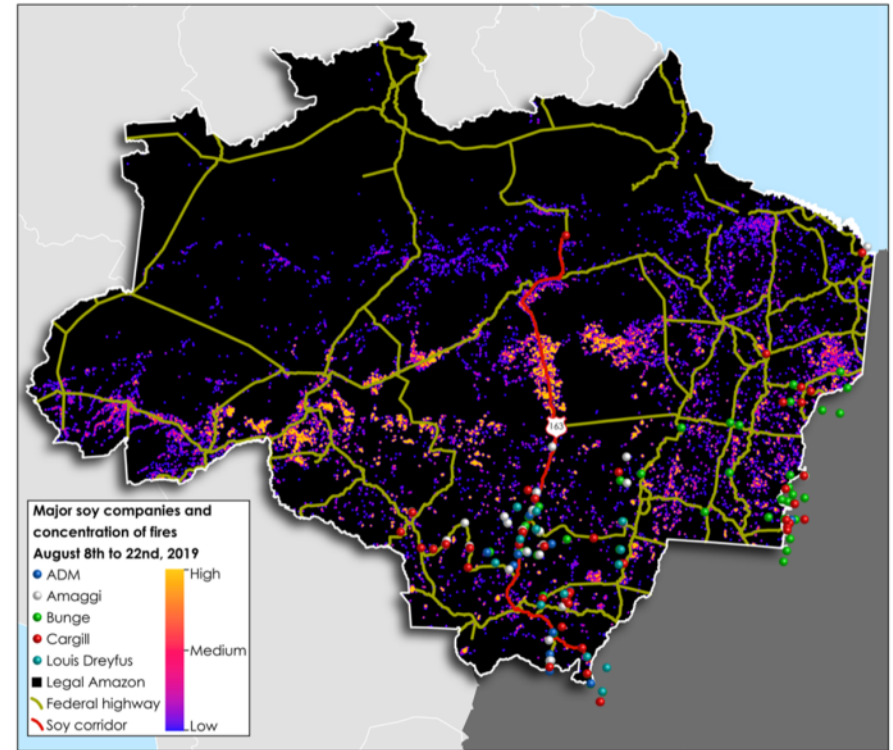 163
Major soy companies and
concentration of fires
August 8th to 22nd, 2019
ADM
Amaggi
Bunge
Cargill
Louis Dreyfus
Legal Amazon
Federal highway
Soy corridor
High
Medium
Low